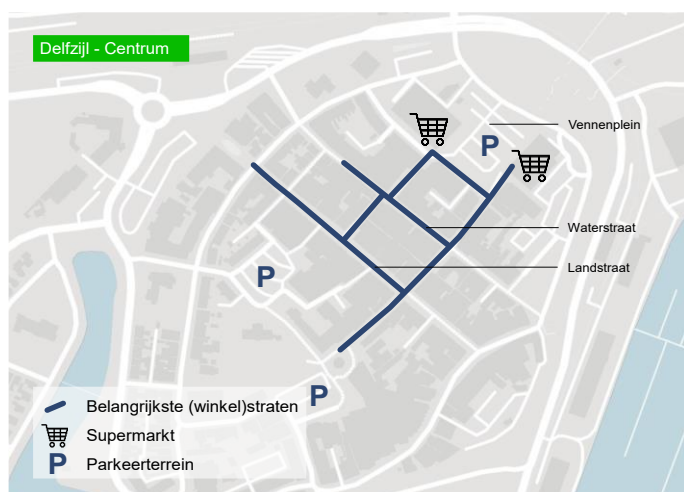 Delfzijl - Centrum
Vennenplein
P
Waterstraat
Landstraat
P
P
Belangrijkste (winkel)straten
Supermarkt
P Parkeerterrein